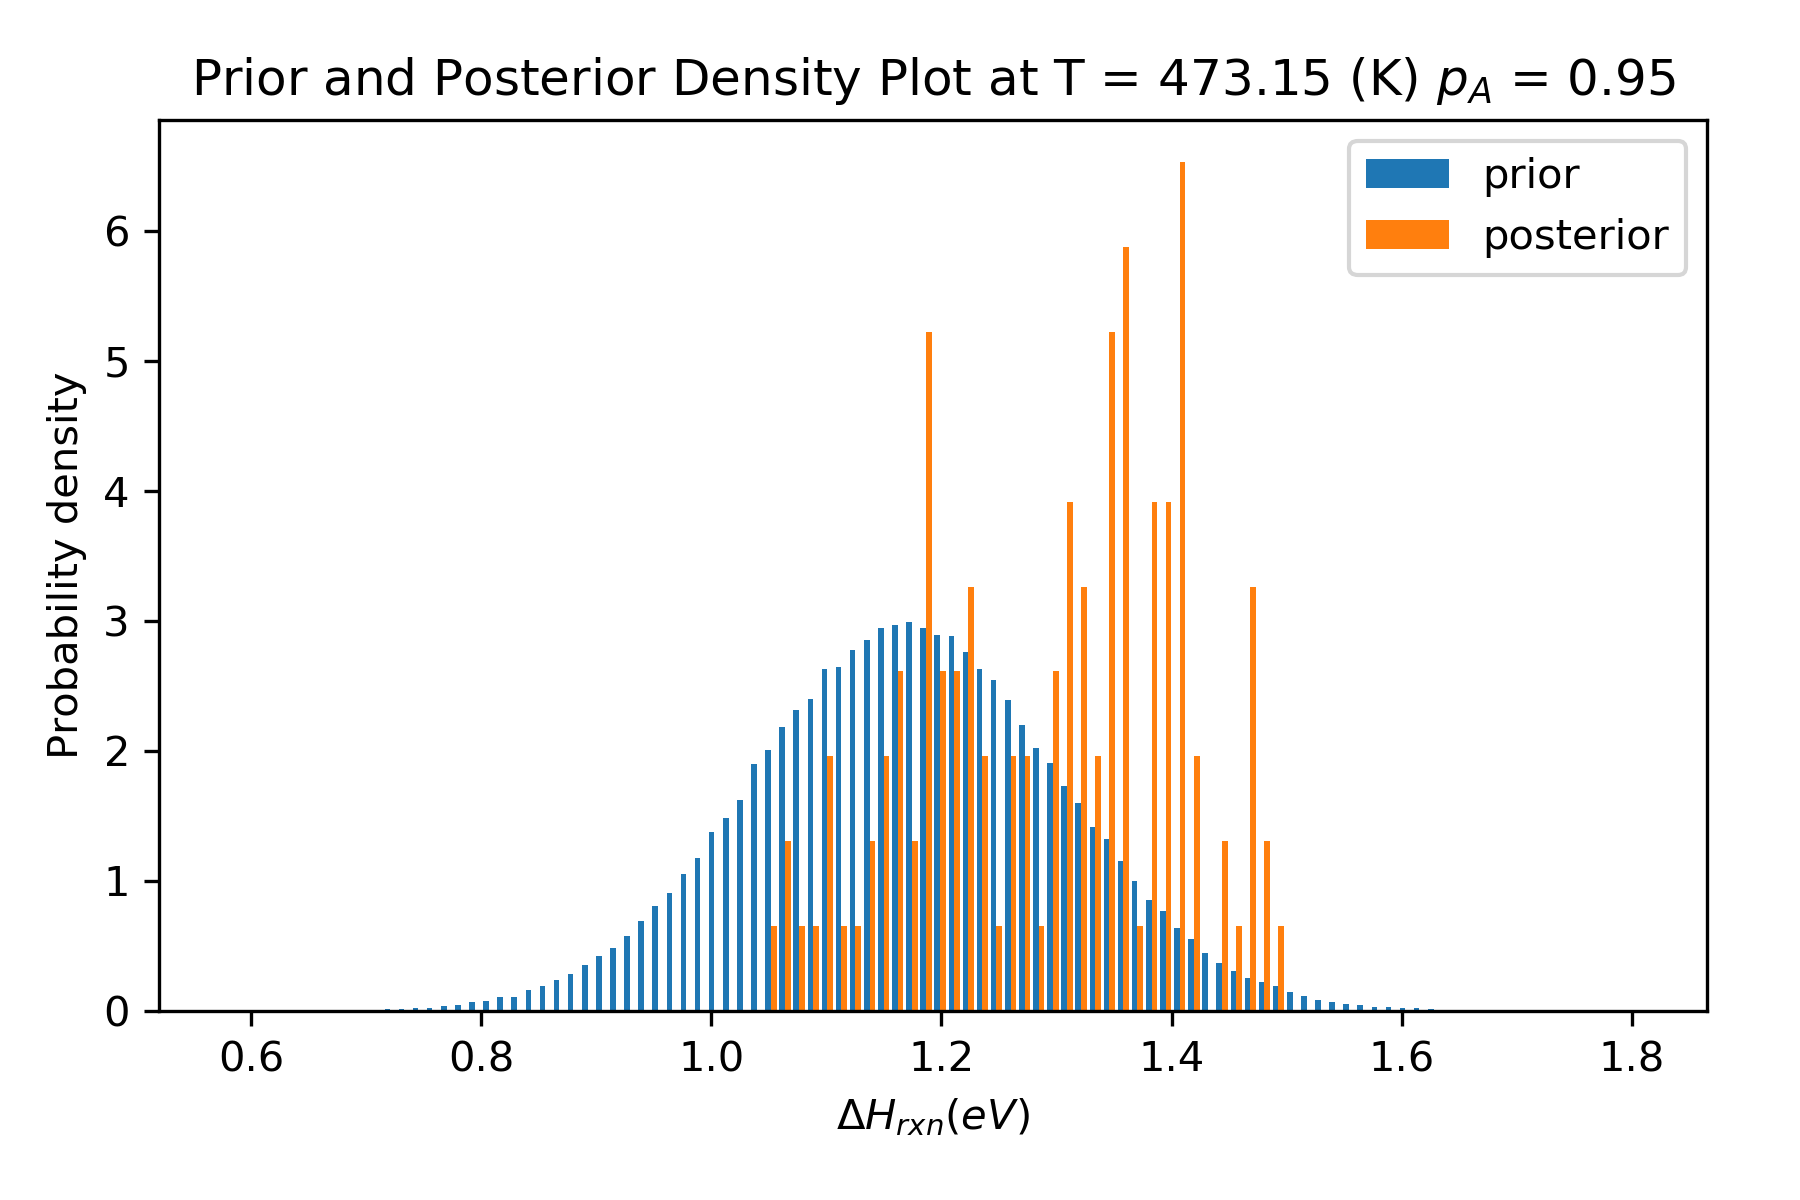 Prior and Posterior Density Plot at T = 473.15 (K) p_A = 0.95
prior
posterior
Probability density
6
5
4
3
2
1
0
0.6 0.8 1.0 1.2 1.4 1.6 1.8
ΔH_rxn(eV)